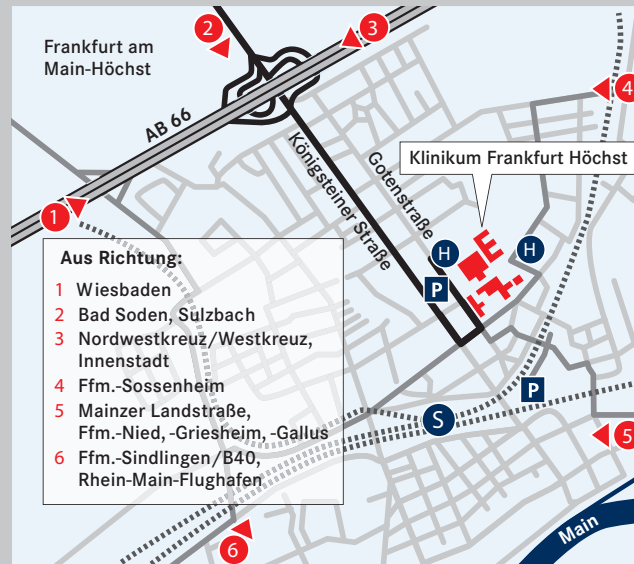 2
3
Frankfurt am
Main-Höchst
4
AB 66
Königsteiner Straße
Gotenstraße
Klinikum Frankfurt Höchst
1
H
H
P
Aus Richtung:
1 Wiesbaden
2 Bad Soden, Sulzbach
3 Nordwestkreuz/Westkreuz,
Innenstadt
4 Ffm.-Sossenheim
5 Mainzer Landstraße,
Ffm.-Nied, -Griesheim, -Gallus
6 Ffm.-Sindlingen/B40,
Rhein-Main-Flughafen
P
S
5
6
Main